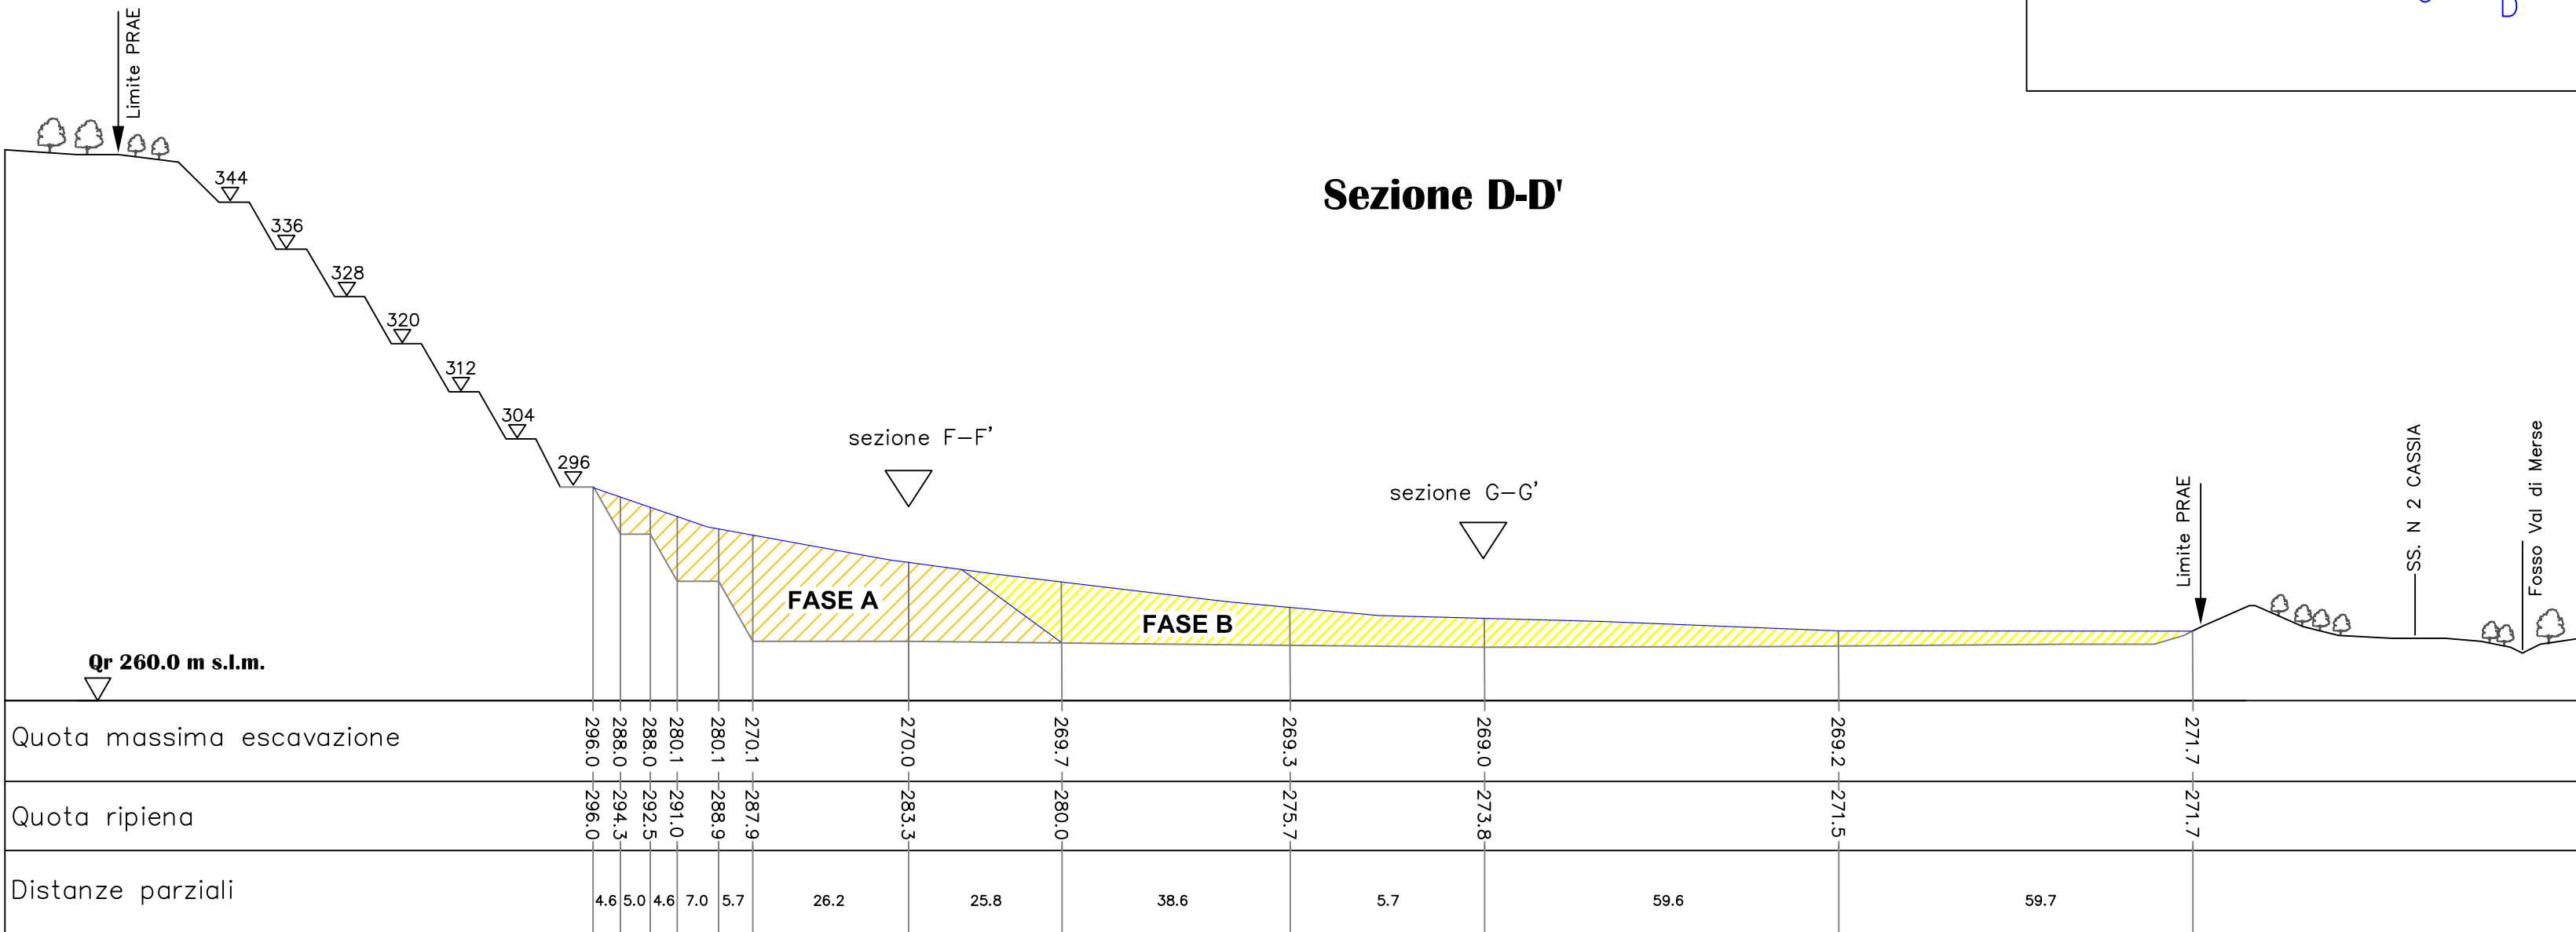 D
Limite PRAE
344
336
328
320
312
304
296
Sezione D-D'
sezione F-F'
sezione G-G'
FASE A
FASE B
Limite PRAE
SS. N 2 CASSIA
Fosso Val di Merse
Qr 260.0 m s.l.m.
Quota massima escavazione 296.0 288.0 288.0 280.1 280.1 270.1 270.0 269.7 269.3 269.0 269.2 271.7
Quota ripiena 296.0 294.3 292.5 291.0 288.9 287.9 283.3 280.0 275.7 273.8 271.5 271.7
Distanze parziali 4.6 5.0 4.6 7.0 5.7 26.2 25.8 38.6 5.7 59.6 59.7